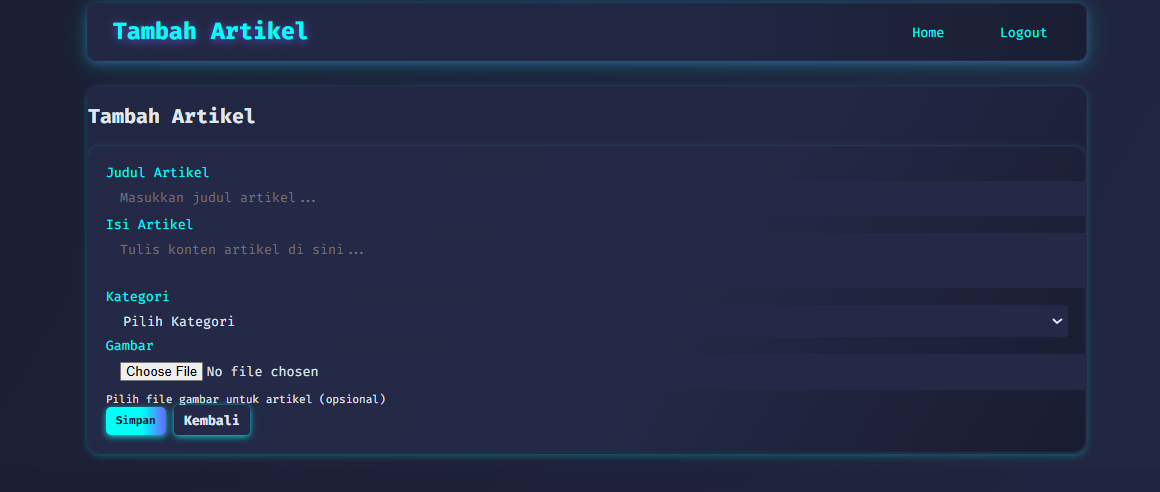 Tambah Artikel
Home
Logout
Tambah Artikel
Judul Artikel
Masukkan judul artikel...
Isi Artikel
Tulis konten artikel di sini...
Kategori
Pilih Kategori
Gambar
Choose File No file chosen
Pilih file gambar untuk artikel (opsional)
Simpan
Kembali